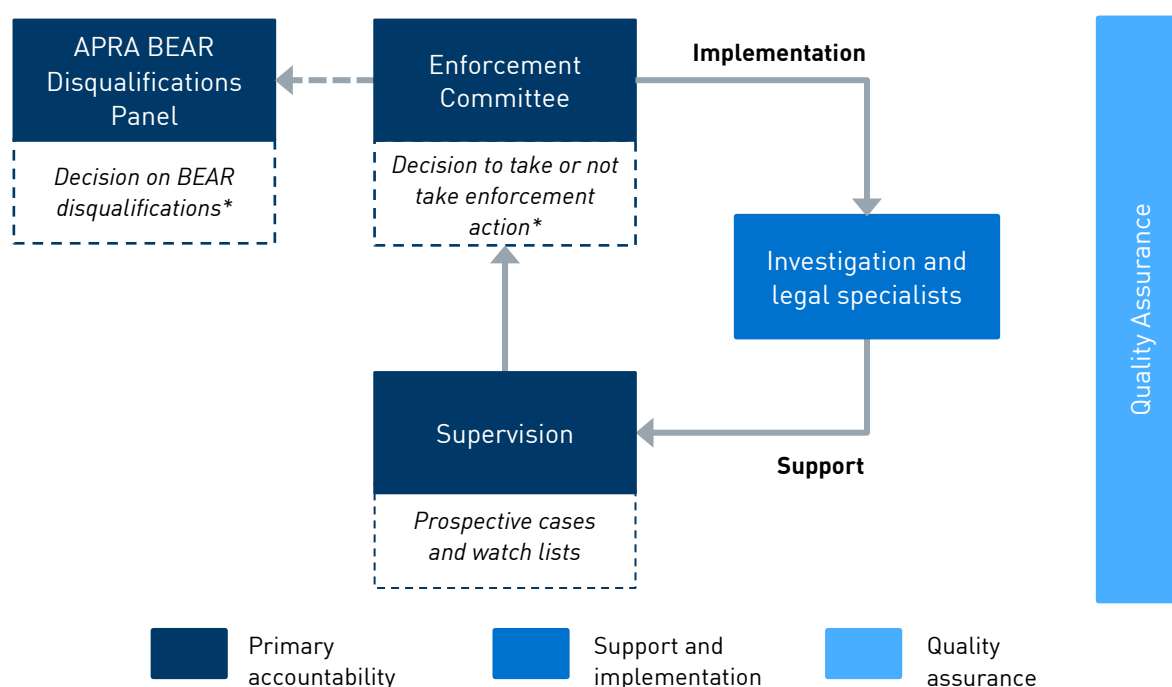 APRA BEAR
Disqualifications
Panel
Decision on BEAR
disqualifications*
Enforcement
Committee
Decision to take or not
take enforcement
action*
Implementation
Investigation and
legal specialists
Supervision
Prospective cases
and watch lists
Support
Quality Assurance
Primary
accountability
Support and
implementation
Quality
assurance